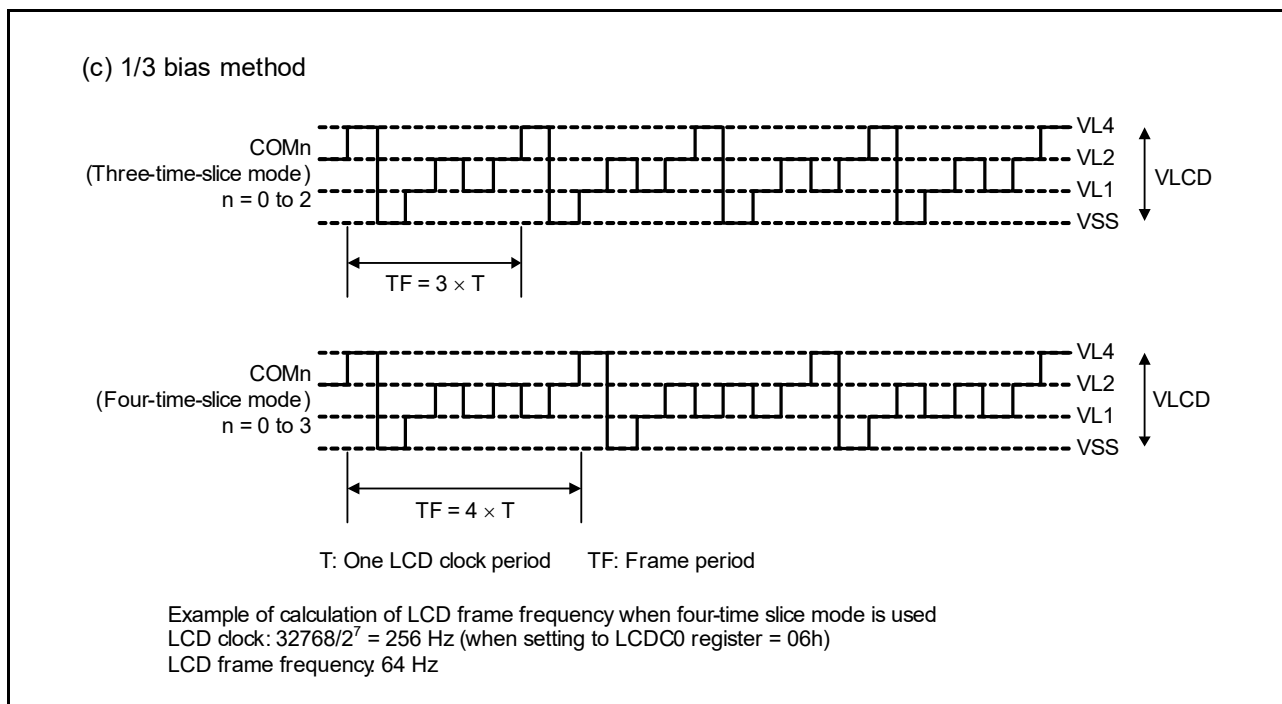 (c) 1/3 bias method
COMn
(Three-time-slice mode)
n = 0 to 2
VL4
VL2
VL1
VSS
VLCD
TF = 3 × T
COMn
(Four-time-slice mode)
n = 0 to 3
VL4
VL2
VL1
VSS
VLCD
TF = 4 × T
T: One LCD clock period TF: Frame period
Example of calculation of LCD frame frequency when four-time slice mode is used
LCD clock: 32768/2⁷ = 256 Hz (when setting to LCDC0 register = 06h)
LCD frame frequency: 64 Hz